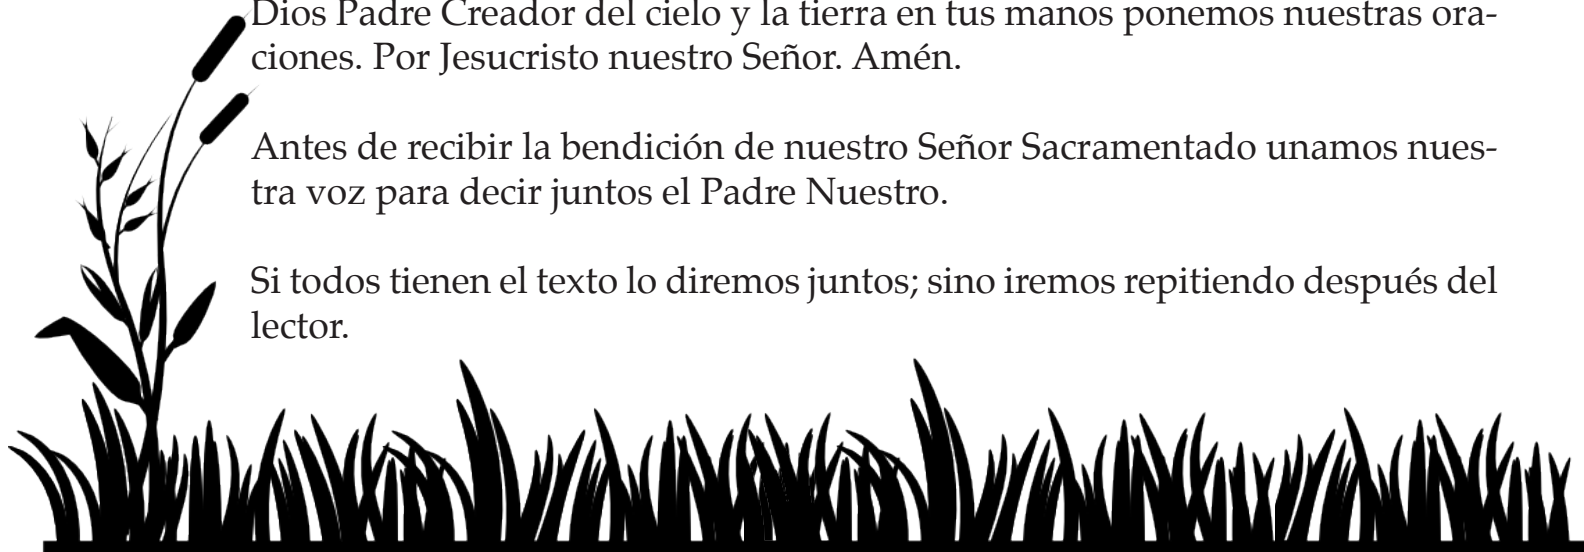 Dios Padre Creador del cielo y la tierra en tus manos ponemos nuestras ora-
ciones. Por Jesucristo nuestro Señor. Amén.
Antes de recibir la bendición de nuestro Señor Sacramentado unamos nues-
tra voz para decir juntos el Padre Nuestro.
Si todos tienen el texto lo diremos juntos; sino iremos repitiendo después del
lector.